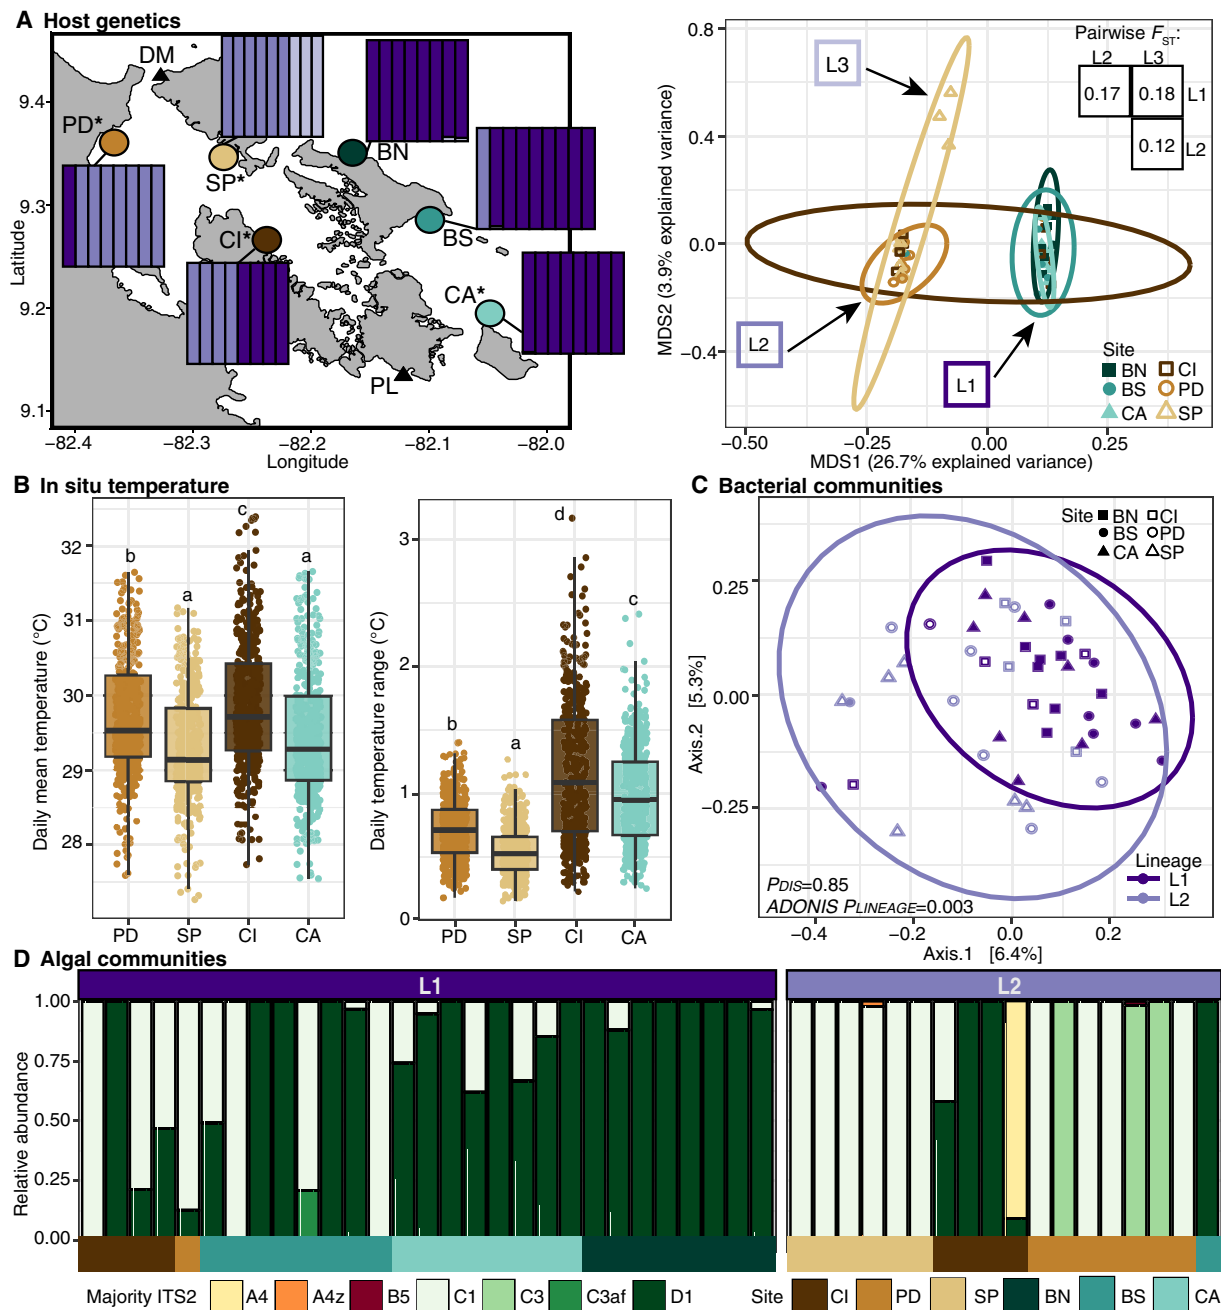 A Host genetics
DM
PD*
SP*
BN
BS
CI*
CA*
PL
9.4
9.3
9.2
9.1
Latitude
−82.4
−82.3
−82.2
−82.1
−82.0
Longitude
0.8
0.4
0.0
−0.4
MDS2 (3.9% explained variance)
−0.50
−0.25
0.00
0.25
MDS1 (26.7% explained variance)
L3
L2
L1
Pairwise FST:
L2 L3
0.17 0.18 L1
0.12 L2
Site
BN CI
BS PD
CA SP
B In situ temperature
Daily mean temperature (°C)
32
31
30
29
28
b
a
c
a
PD SP CI CA
Daily temperature range (°C)
3
2
1
0
b
a
d
c
PD SP CI CA
C Bacterial communities
Site BN CI
BS PD
CA SP
Axis.2 [5.3%]
0.25
0.00
−0.25
PDIS=0.85
ADONIS PLINEAGE=0.003
Lineage
L1
L2
−0.4 −0.2 0.0 0.2
Axis.1 [6.4%]
D Algal communities
L1
L2
Relative abundance
1.00
0.75
0.50
0.25
0.00
Majority ITS2 A4 A4z B5 C1 C3 C3af D1
Site CI PD SP BN BS CA